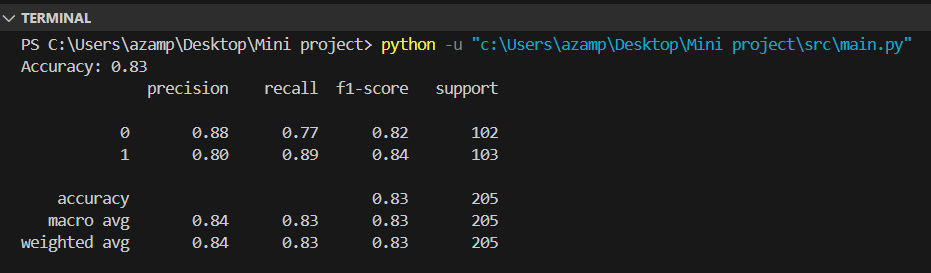 TERMINAL
PS C:\Users\azamp\Desktop\Mini project> python -u "c:\Users\azamp\Desktop\Mini project\src\main.py"
Accuracy: 0.83
precision recall f1-score support
0 0.88 0.77 0.82 102
1 0.80 0.89 0.84 103
accuracy 0.83 205
macro avg 0.84 0.83 0.83 205
weighted avg 0.84 0.83 0.83 205